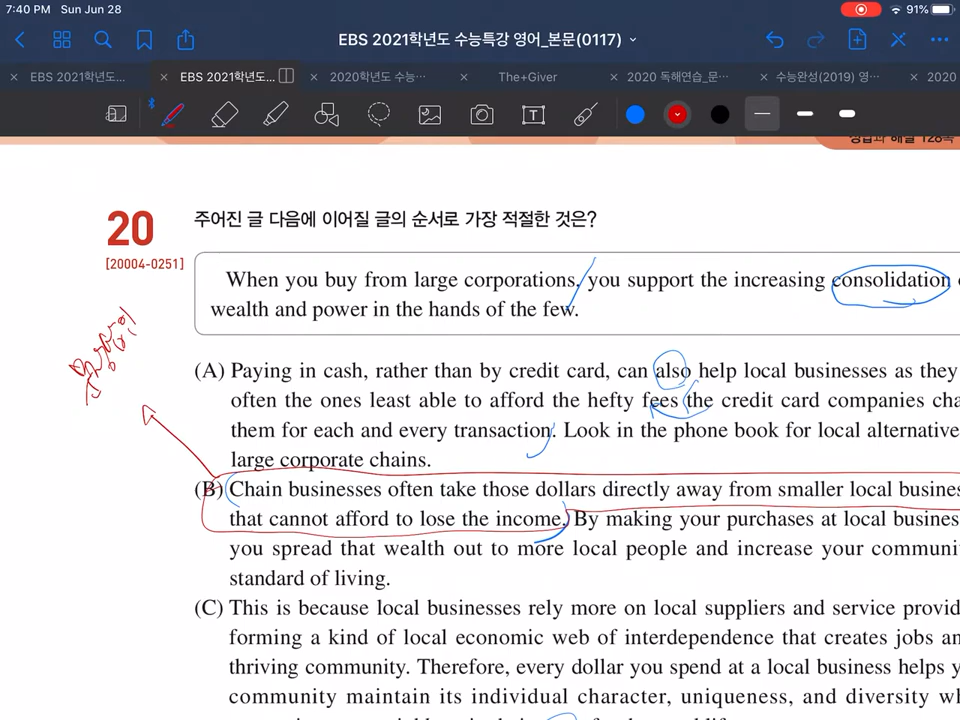 7:40 PM Sun Jun 28
91%
EBS 2021학년도 수능특강 영어_본문(0117)
EBS 2021학년도...
EBS 2021학년도...
2020학년도 수능···
The+Giver
2020 독해연습_문···
수능완성(2019) 영···
2020
정답과 해설 128쪽
20
주어진 글 다음에 이어질 글의 순서로 가장 적절한 것은?
[20004-0251]
When you buy from large corporations, you support the increasing consolidation
wealth and power in the hands of the few.
(A) Paying in cash, rather than by credit card, can also help local businesses as they
often the ones least able to afford the hefty fees the credit card companies cha
them for each and every transaction. Look in the phone book for local alternative
large corporate chains.
(B) Chain businesses often take those dollars directly away from smaller local busine
that cannot afford to lose the income. By making your purchases at local business
you spread that wealth out to more local people and increase your communi
standard of living.
(C) This is because local businesses rely more on local suppliers and service provid
forming a kind of local economic web of interdependence that creates jobs an
thriving community. Therefore, every dollar you spend at a local business helps y
community maintain its individual character, uniqueness, and diversity wh